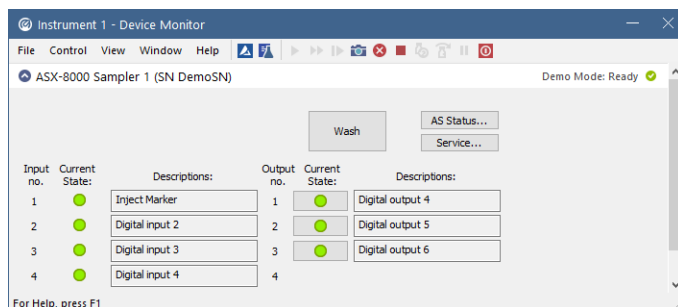 Instrument 1 - Device Monitor
File Control View Window Help
ASX-8000 Sampler 1 (SN DemoSN) Demo Mode: Ready
Wash AS Status...
Service...
Input no. Current State: Descriptions: Output no. Current State: Descriptions:
1 Inject Marker 1 Digital output 4
2 Digital input 2 2 Digital output 5
3 Digital input 3 3 Digital output 6
4 Digital input 4 4
For Help, press F1